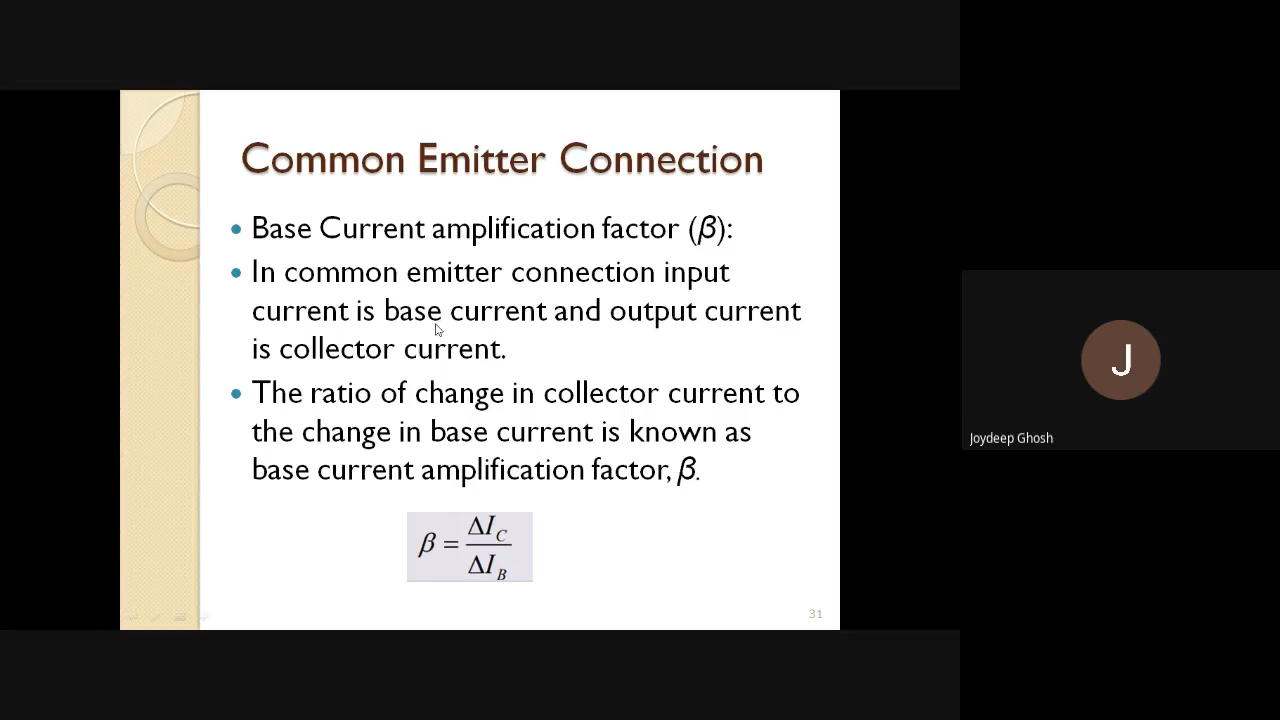 Common Emitter Connection
Base Current amplification factor (β):
In common emitter connection input
current is base current and output current
is collector current.
The ratio of change in collector current to
the change in base current is known as
base current amplification factor, β.
β = ΔI_C / ΔI_B
31
J
Joydeep Ghosh